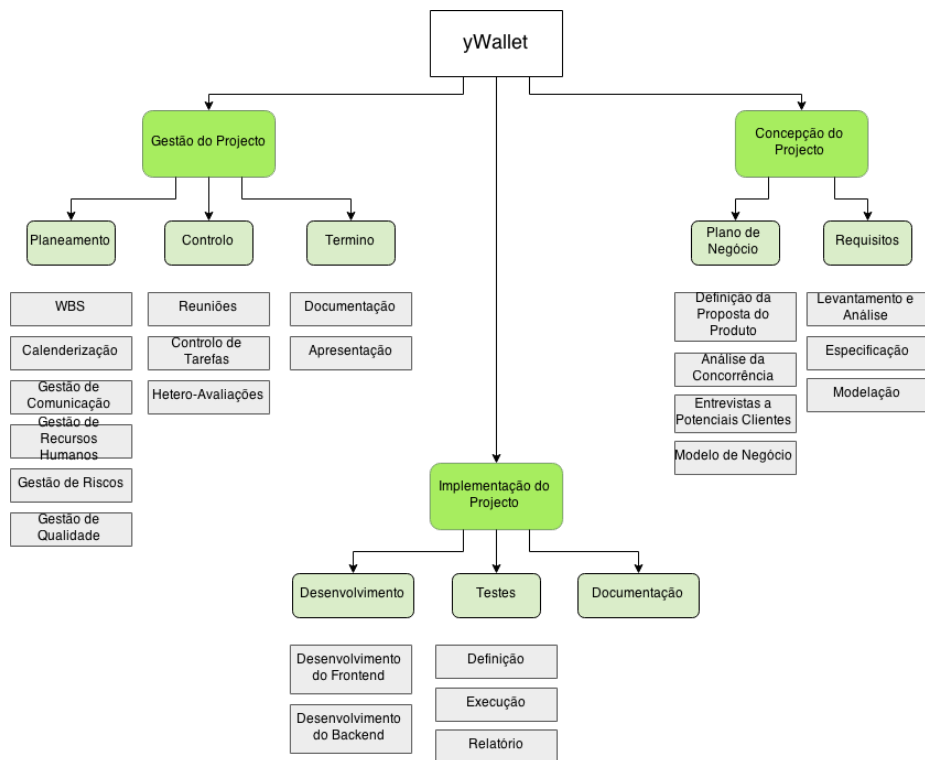 yWallet
Gestão do Projecto
Concepção do
Projecto
Planeamento
Controlo
Termino
Plano de
Negócio
Requisitos
WBS
Calenderização
Gestão de
Comunicação
Gestão de
Recursos
Humanos
Gestão de Riscos
Gestão de
Qualidade
Reuniões
Controlo de
Tarefas
Hetero-Avaliações
Documentação
Apresentação
Definição da
Proposta do
Produto
Análise da
Concorrência
Entrevistas a
Potenciais Clientes
Modelo de Negócio
Levantamento e
Análise
Especificação
Modelação
Implementação do
Projecto
Desenvolvimento
Testes
Documentação
Desenvolvimento
do Frontend
Desenvolvimento
do Backend
Definição
Execução
Relatório